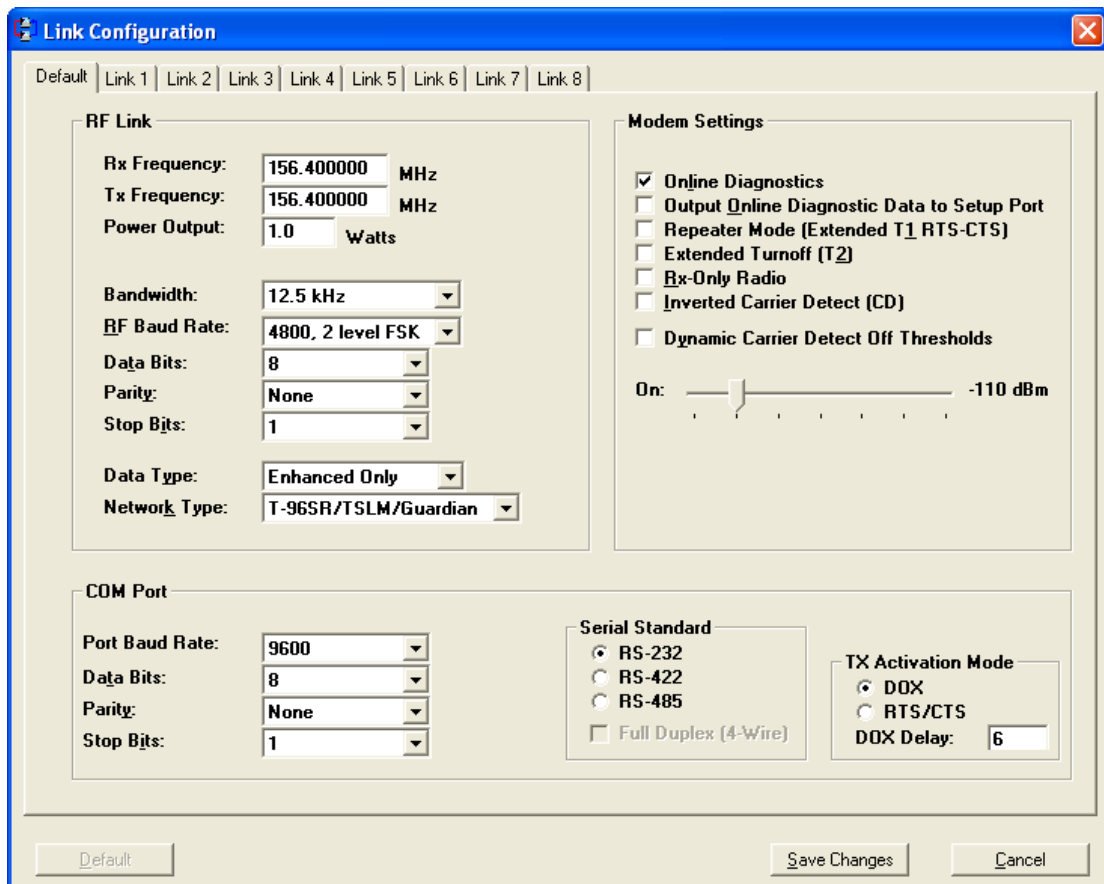 Link Configuration
Default Link 1 Link 2 Link 3 Link 4 Link 5 Link 6 Link 7 Link 8
RF Link
Rx Frequency: 156.400000 MHz
Tx Frequency: 156.400000 MHz
Power Output: 1.0 Watts
Bandwidth: 12.5 kHz
RF Baud Rate: 4800, 2 level FSK
Data Bits: 8
Parity: None
Stop Bits: 1
Data Type: Enhanced Only
Network Type: T-96SR/TSLM/Guardian
Modem Settings
Online Diagnostics
Output Online Diagnostic Data to Setup Port
Repeater Mode (Extended T1 RTS-CTS)
Extended Turnoff (T2)
Rx-Only Radio
Inverted Carrier Detect (CD)
Dynamic Carrier Detect Off Thresholds
On: -110 dBm
COM Port
Port Baud Rate: 9600
Data Bits: 8
Parity: None
Stop Bits: 1
Serial Standard
RS-232
RS-422
RS-485
Full Duplex (4-Wire)
TX Activation Mode
DOX
RTS/CTS
DOX Delay: 6
Default Save Changes Cancel